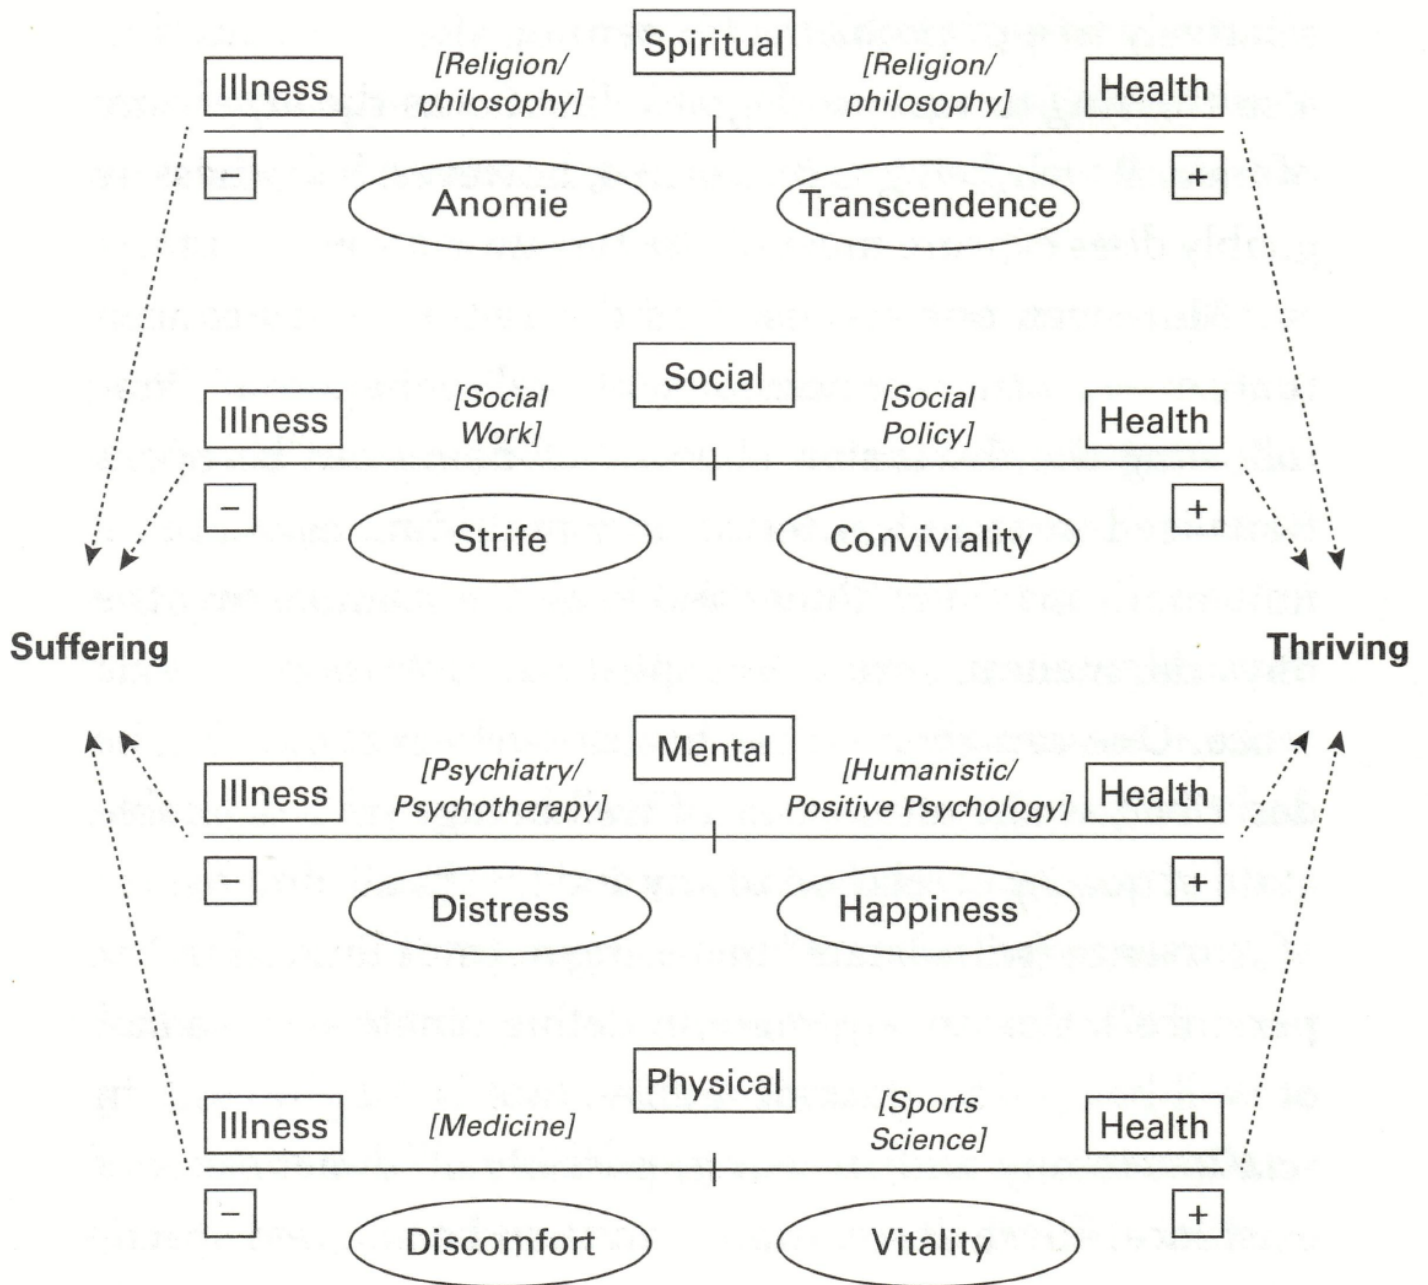 Spiritual
Illness
[Religion/
philosophy]
[Religion/
philosophy]
Health
−
+
Anomie
Transcendence
Social
Illness
[Social
Work]
[Social
Policy]
Health
−
+
Strife
Conviviality
Suffering
Thriving
Mental
Illness
[Psychiatry/
Psychotherapy]
[Humanistic/
Positive Psychology]
Health
−
+
Distress
Happiness
Physical
Illness
[Medicine]
[Sports
Science]
Health
−
+
Discomfort
Vitality